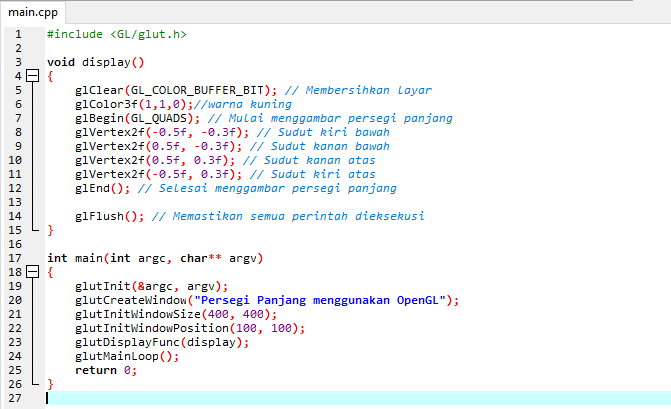 main.cpp
1 #include <GL/glut.h>
2
3 void display()
4 {
5 glClear(GL_COLOR_BUFFER_BIT); // Membersihkan layar
6 glColor3f(1,1,0);//warna kuning
7 glBegin(GL_QUADS); // Mulai menggambar persegi panjang
8 glVertex2f(-0.5f, -0.3f); // Sudut kiri bawah
9 glVertex2f(0.5f, -0.3f); // Sudut kanan bawah
10 glVertex2f(0.5f, 0.3f); // Sudut kanan atas
11 glVertex2f(-0.5f, 0.3f); // Sudut kiri atas
12 glEnd(); // Selesai menggambar persegi panjang
13
14 glFlush(); // Memastikan semua perintah dieksekusi
15 }
16
17 int main(int argc, char** argv)
18 {
19 glutInit(&argc, argv);
20 glutCreateWindow("Persegi Panjang menggunakan OpenGL");
21 glutInitWindowSize(400, 400);
22 glutInitWindowPosition(100, 100);
23 glutDisplayFunc(display);
24 glutMainLoop();
25 return 0;
26 }
27